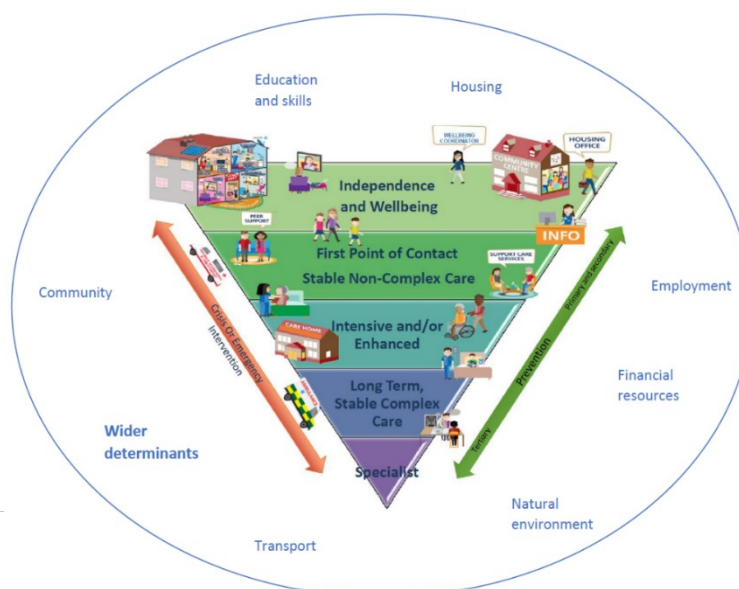 Education
and skills
Housing
WELLBEING
COORDINATOR
COMMUNITY
CENTRE
HOUSING
OFFICE
Independence
and Wellbeing
PEER
SUPPORT
INFO
First Point of Contact
Stable Non-Complex Care
SUPPORT CARE
SERVICES
Community
Employment
Crisis Or Emergency
Intervention
Primary and secondary
Prevention
Tertiary
CARE HOME
Intensive and/or
Enhanced
Financial
resources
Long Term,
Stable Complex
Care
Wider
determinants
Specialist
Natural
environment
Transport